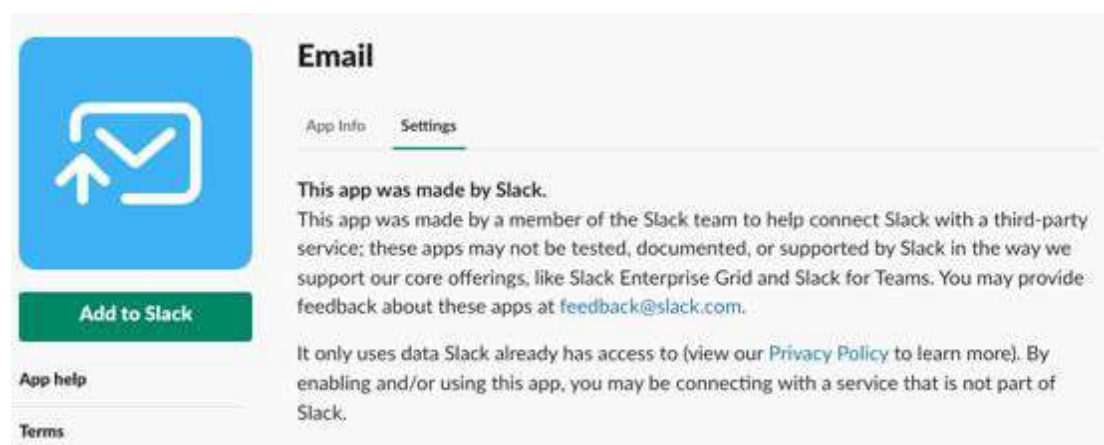 Email
App Info Settings
This app was made by Slack.
This app was made by a member of the Slack team to help connect Slack with a third-party
service; these apps may not be tested, documented, or supported by Slack in the way we
support our core offerings, like Slack Enterprise Grid and Slack for Teams. You may provide
feedback about these apps at feedback@slack.com.
It only uses data Slack already has access to (view our Privacy Policy to learn more). By
enabling and/or using this app, you may be connecting with a service that is not part of
Slack.
Add to Slack
App help
Terms